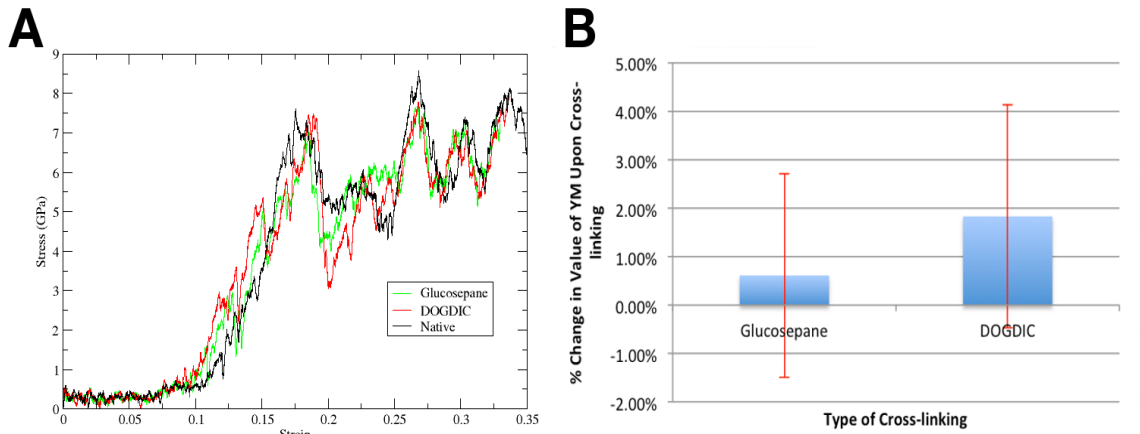 A
9
8
7
6
5
4
3
2
1
0
Stress (GPa)
0 0.05 0.1 0.15 0.2 0.25 0.3 0.35
Strain
Glucosepane
DOGDIC
Native
B
5.00%
4.00%
3.00%
2.00%
1.00%
0.00%
-1.00%
-2.00%
% Change in Value of YM Upon Cross-
linking
Glucosepane DOGDIC
Type of Cross-linking